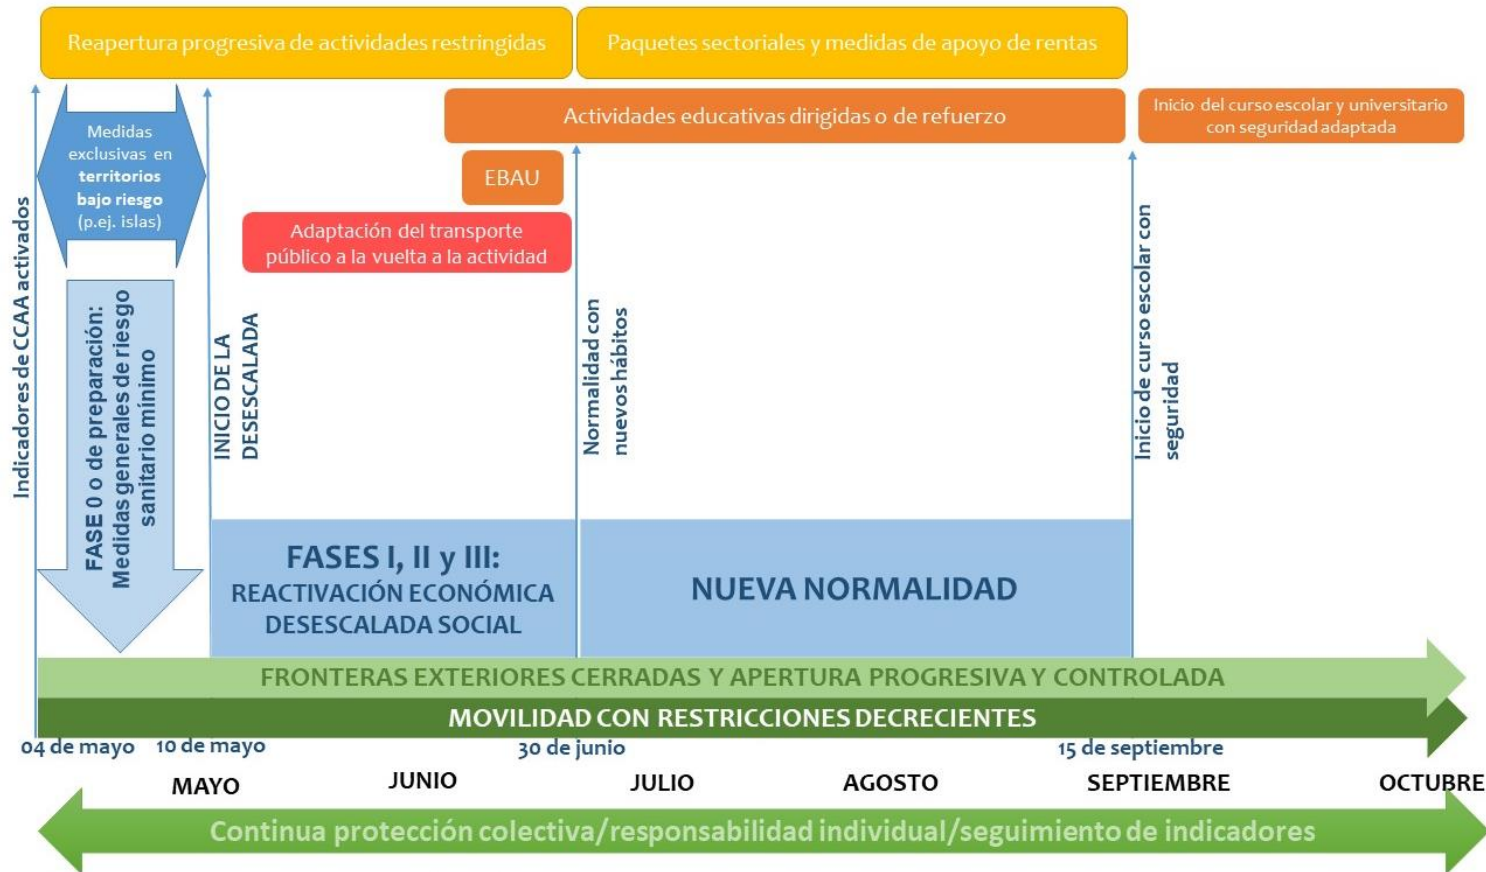 Reapertura progresiva de actividades restringidas
Paquetes sectoriales y medidas de apoyo de rentas
Actividades educativas dirigidas o de refuerzo
Inicio del curso escolar y universitario
con seguridad adaptada
Medidas
exclusivas en
territorios
bajo riesgo
(p.ej. islas)
EBAU
Adaptación del transporte
público a la vuelta a la actividad
Indicadores de CCAA activados
FASE 0 o de preparación:
Medidas generales de riesgo
sanitario mínimo
INICIO DE LA
DESESCALADA
Normalidad con
nuevos hábitos
Inicio de curso escolar con
seguridad
FASES I, II y III:
REACTIVACIÓN ECONÓMICA
DESESCALADA SOCIAL
NUEVA NORMALIDAD
FRONTERAS EXTERIORES CERRADAS Y APERTURA PROGRESIVA Y CONTROLADA
MOVILIDAD CON RESTRICCIONES DECRECIENTES
04 de mayo
10 de mayo
30 de junio
15 de septiembre
MAYO
JUNIO
JULIO
AGOSTO
SEPTIEMBRE
OCTUBRE
Continua protección colectiva/responsabilidad individual/seguimiento de indicadores